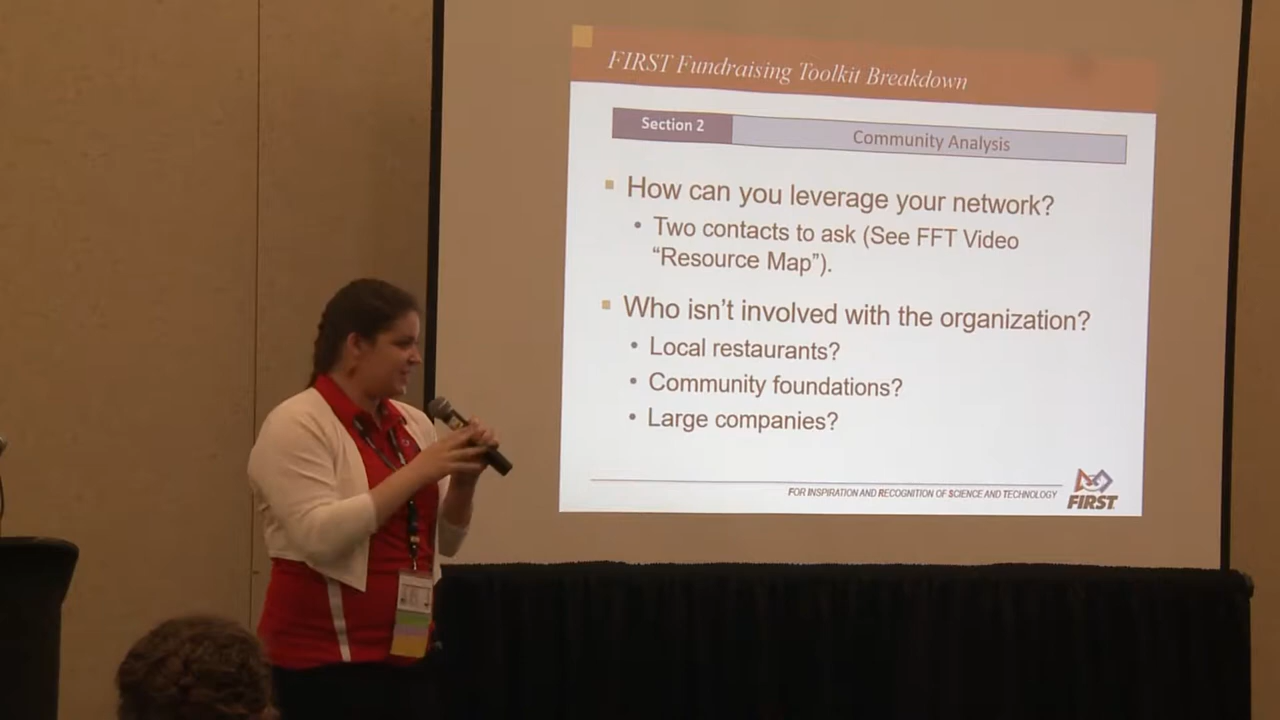 FIRST Fundraising Toolkit Breakdown
Section 2
Community Analysis
How can you leverage your network?
Two contacts to ask (See FFT Video
“Resource Map”).
Who isn’t involved with the organization?
Local restaurants?
Community foundations?
Large companies?
FOR INSPIRATION AND RECOGNITION OF SCIENCE AND TECHNOLOGY
FIRST